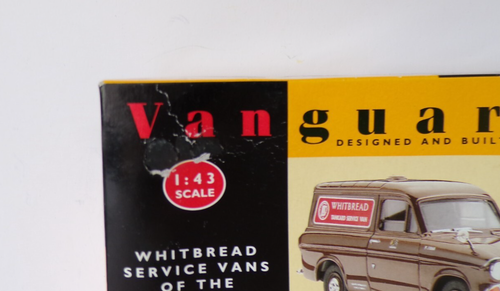 Vanguar
DESIGNED AND BUIL
1:43
SCALE
WHITBREAD
WHITBREAD
SERVICE VANS
OF THE